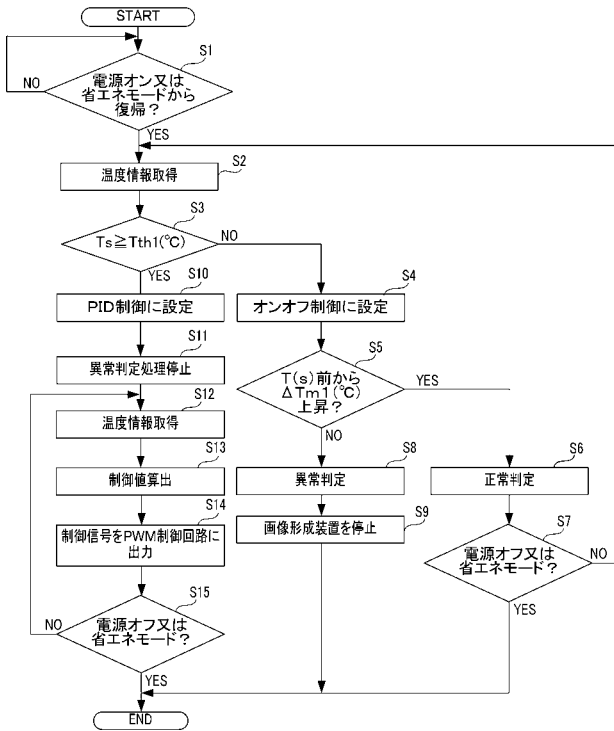 START
S1
電源オン又は
省エネモードから
復帰？
NO
YES
S2
温度情報取得
S3
Ts≧Tth1(℃)
NO
YES
S10
PID制御に設定
S4
オンオフ制御に設定
S11
異常判定処理停止
S5
T(s)前から
ΔTm1(℃)
上昇？
YES
NO
S12
温度情報取得
S13
制御値算出
S8
異常判定
S6
正常判定
S14
制御信号をPWM制御回路に
出力
S9
画像形成装置を停止
S7
電源オフ又は
省エネモード？
NO
YES
S15
電源オフ又は
省エネモード？
NO
YES
END